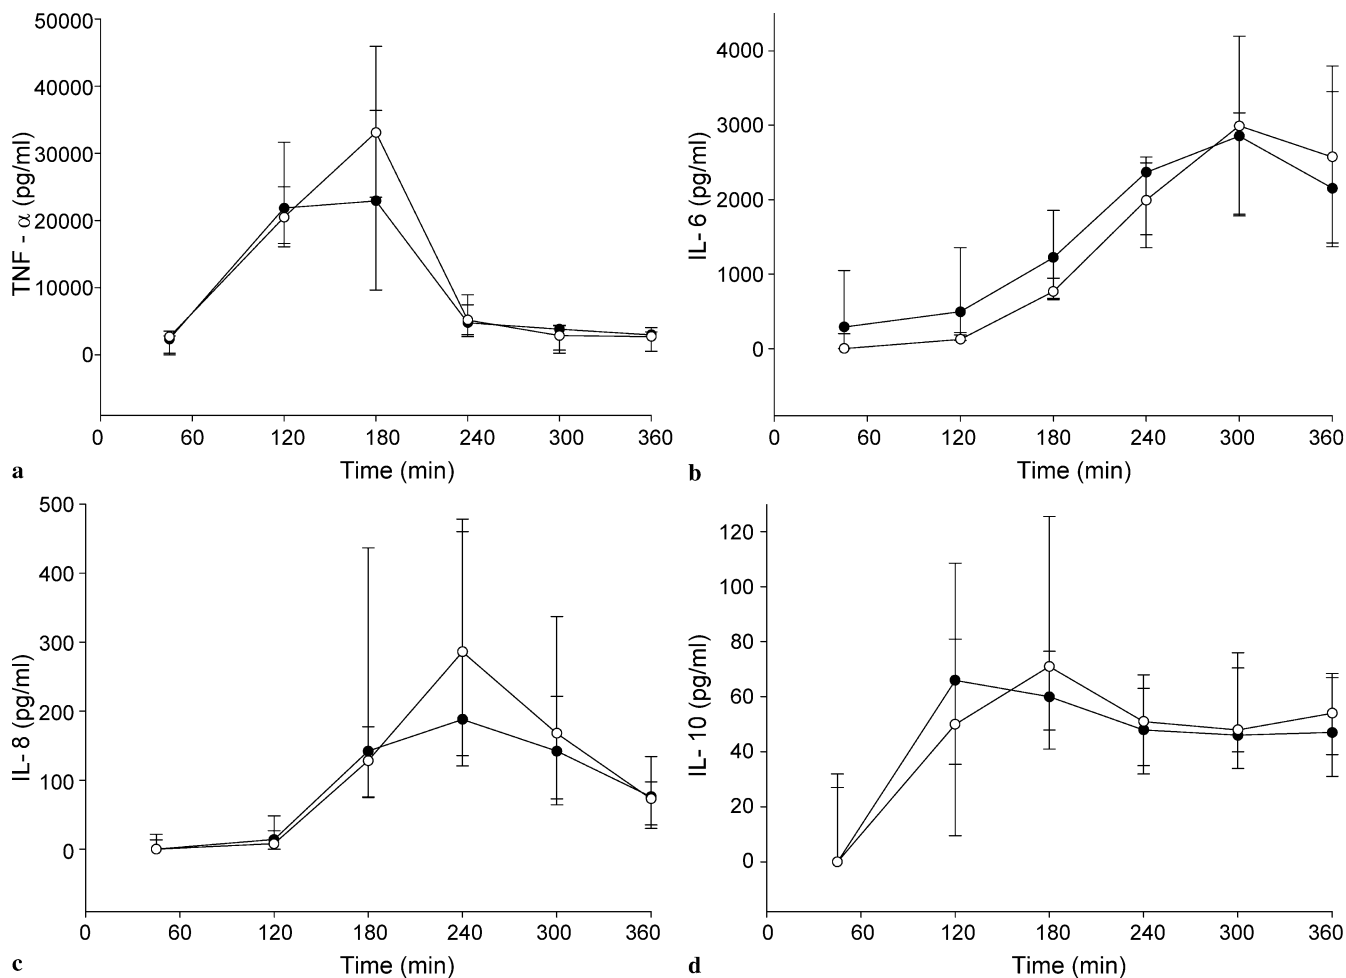 50000
40000
30000
20000
10000
0
TNF - α (pg/ml)
0 60 120 180 240 300 360
Time (min)
a
4000
3000
2000
1000
0
IL- 6 (pg/ml)
0 60 120 180 240 300 360
Time (min)
b
500
400
300
200
100
0
IL- 8 (pg/ml)
0 60 120 180 240 300 360
Time (min)
c
120
100
80
60
40
20
0
IL- 10 (pg/ml)
0 60 120 180 240 300 360
Time (min)
d